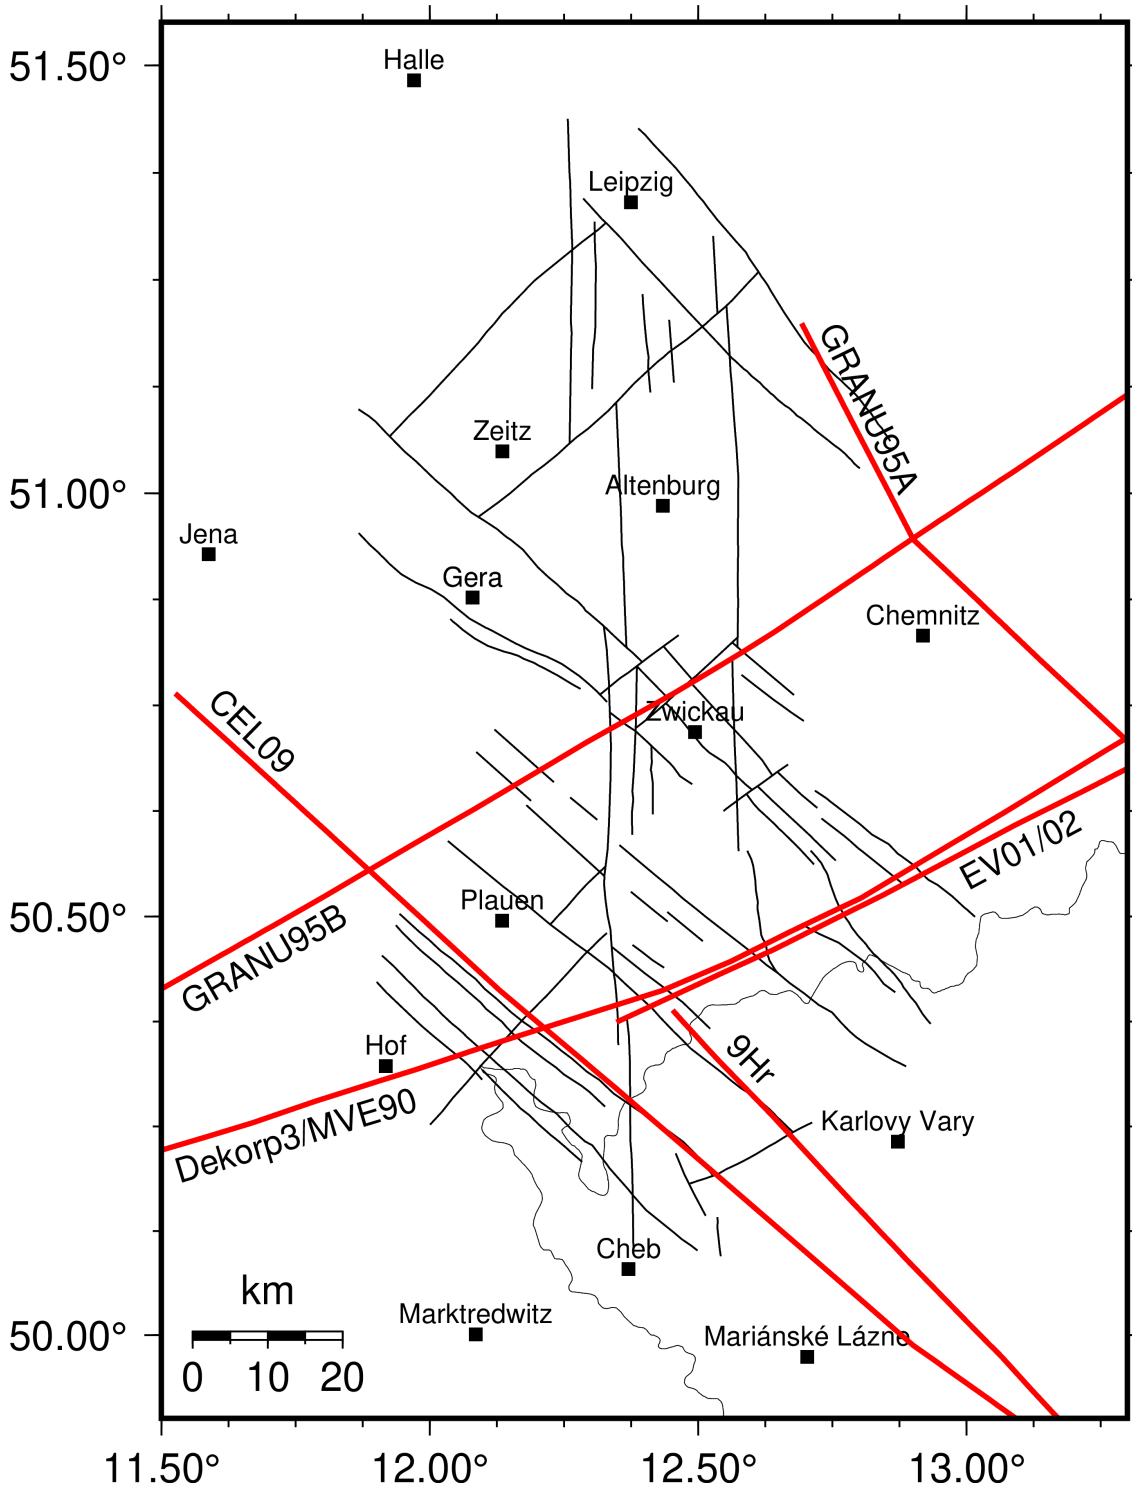 51.50°
Halle
Leipzig
GRANU95A
Zeitz
Altenburg
51.00°
Jena
Gera
Chemnitz
CEL09
Zwickau
EV01/02
Plauen
50.50°
GRANU95B
Hof
9Hr
Dekorp3/MVE90
Karlovy Vary
Cheb
km
Marktredwitz
Mariánské Lázne
50.00°
0 10 20
11.50° 12.00° 12.50° 13.00°